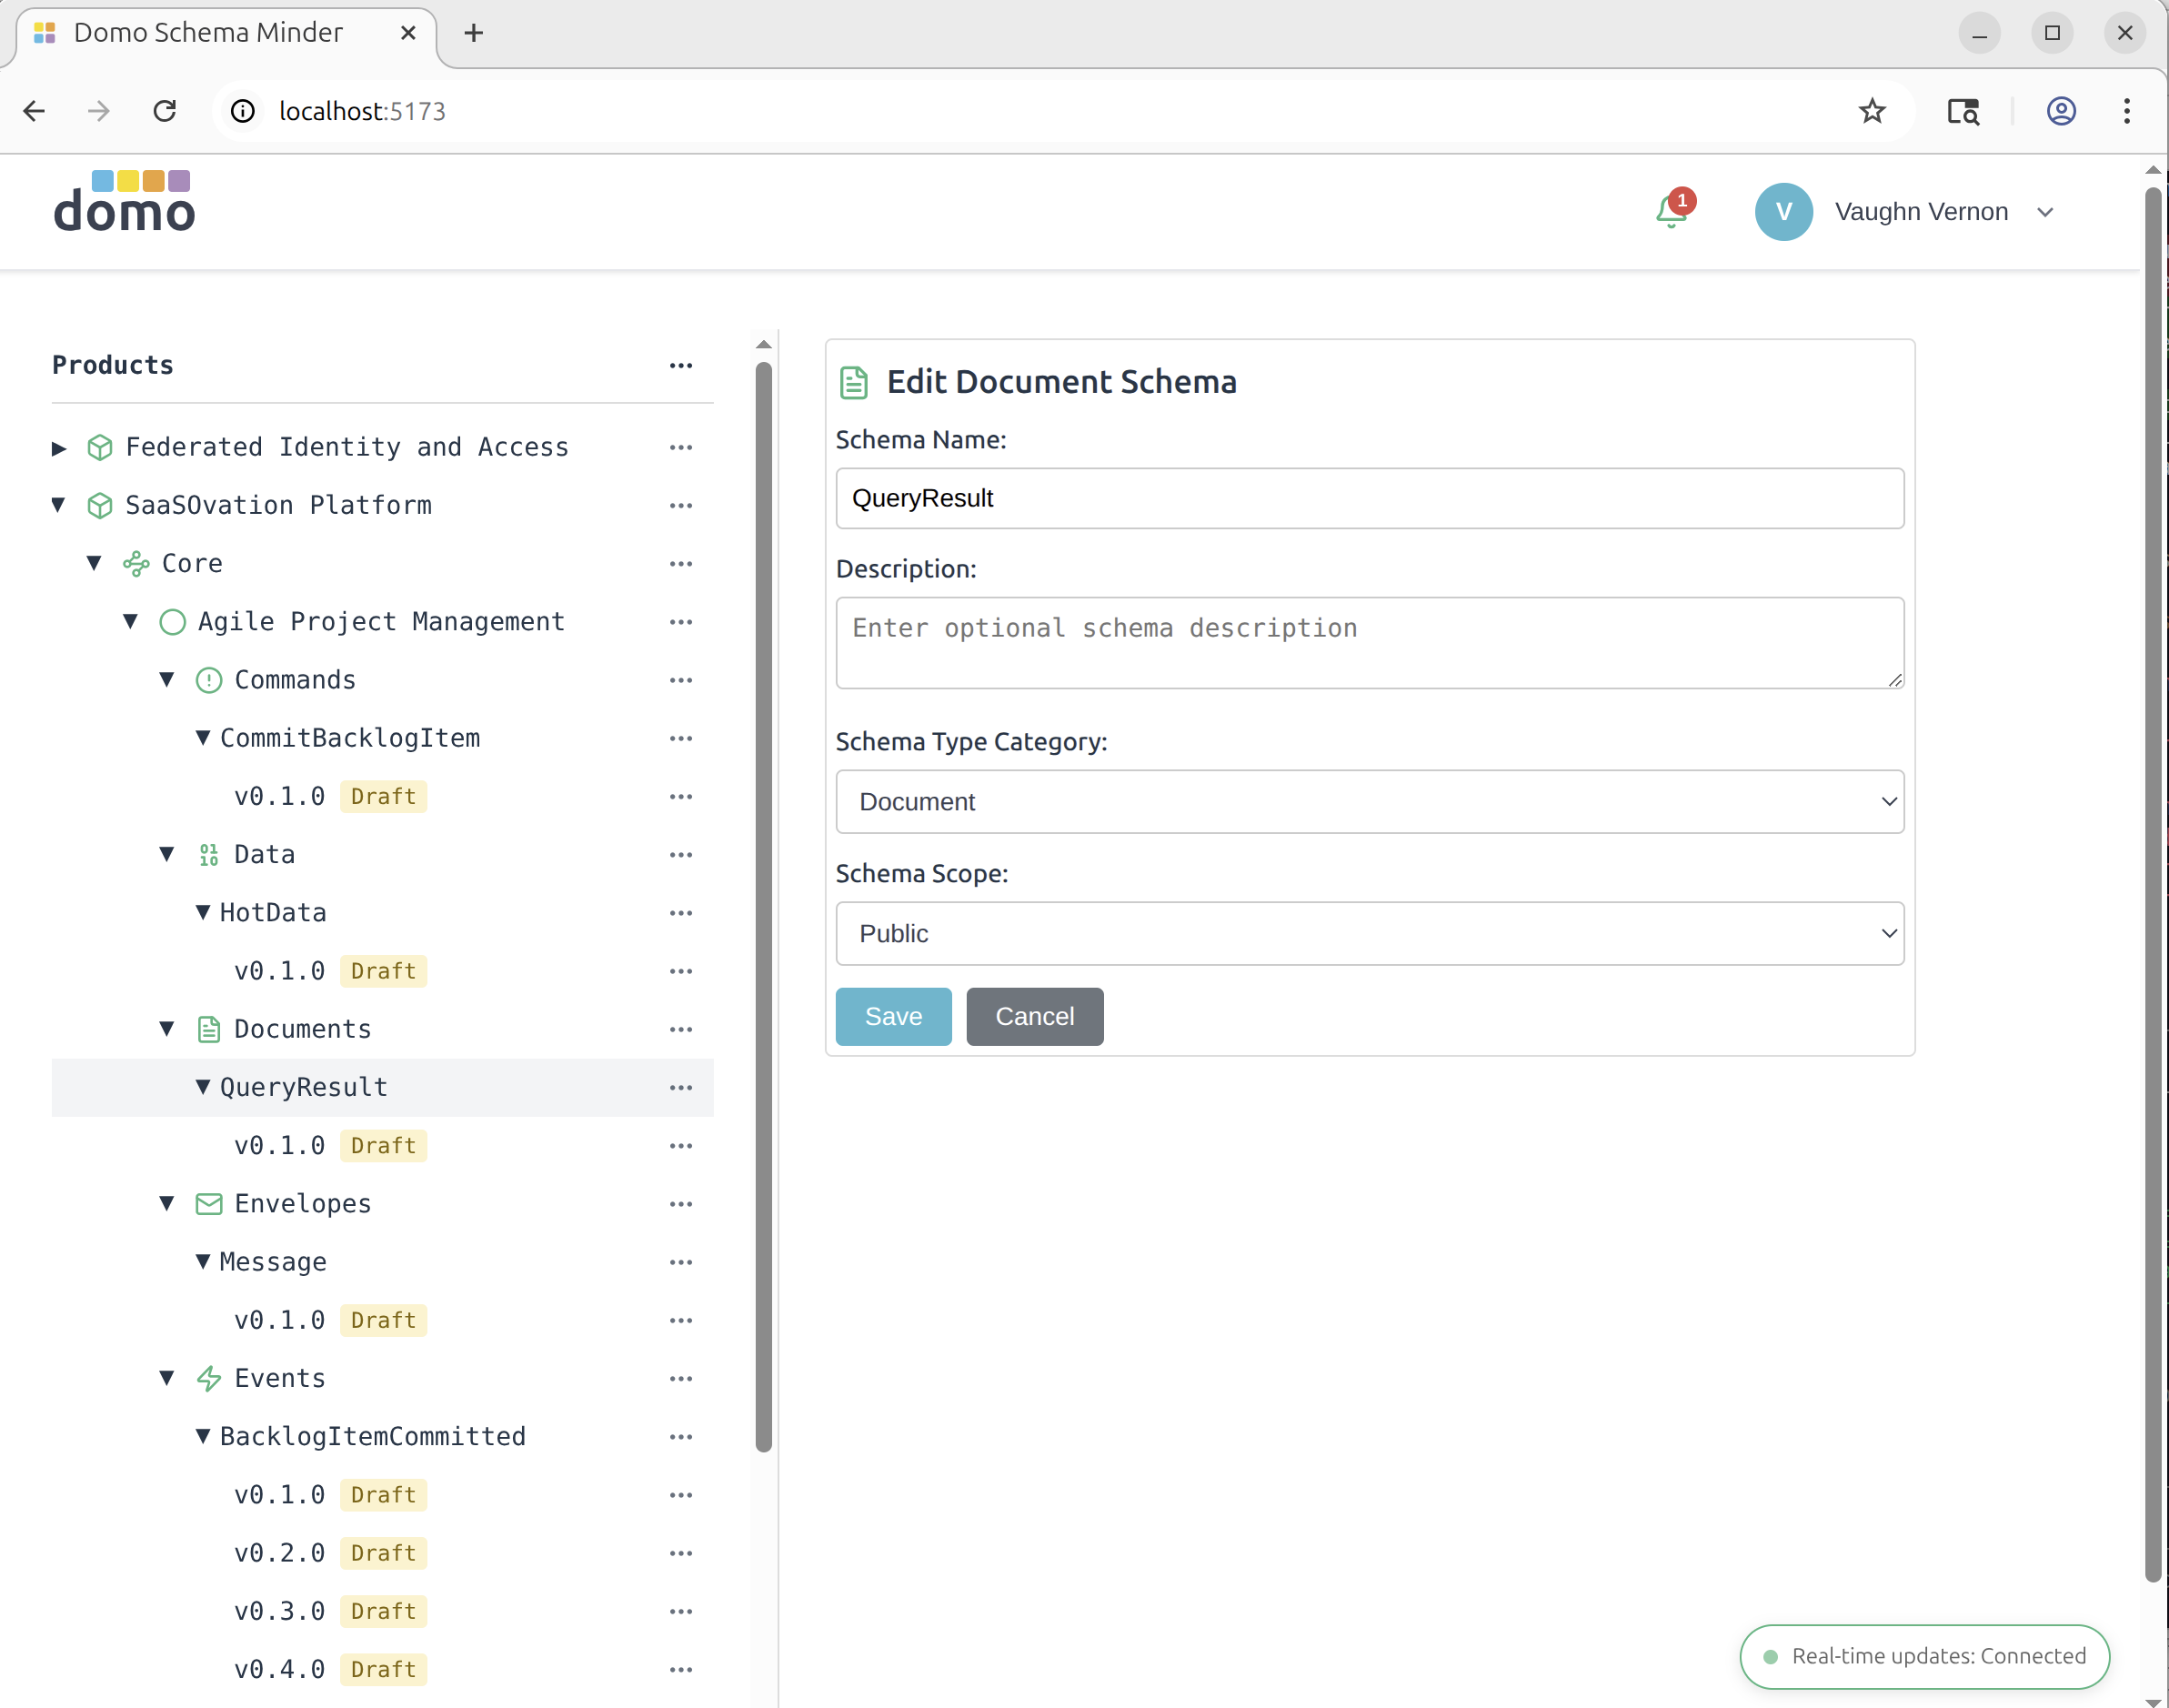 Domo Schema Minder
localhost:5173
domo
1
V
Vaughn Vernon
Products
Federated Identity and Access
SaaSOvation Platform
Core
Agile Project Management
Commands
CommitBacklogItem
v0.1.0 Draft
Data
HotData
v0.1.0 Draft
Documents
QueryResult
v0.1.0 Draft
Envelopes
Message
v0.1.0 Draft
Events
BacklogItemCommitted
v0.1.0 Draft
v0.2.0 Draft
v0.3.0 Draft
v0.4.0 Draft
Edit Document Schema
Schema Name:
QueryResult
Description:
Enter optional schema description
Schema Type Category:
Document
Schema Scope:
Public
Save
Cancel
Real-time updates: Connected